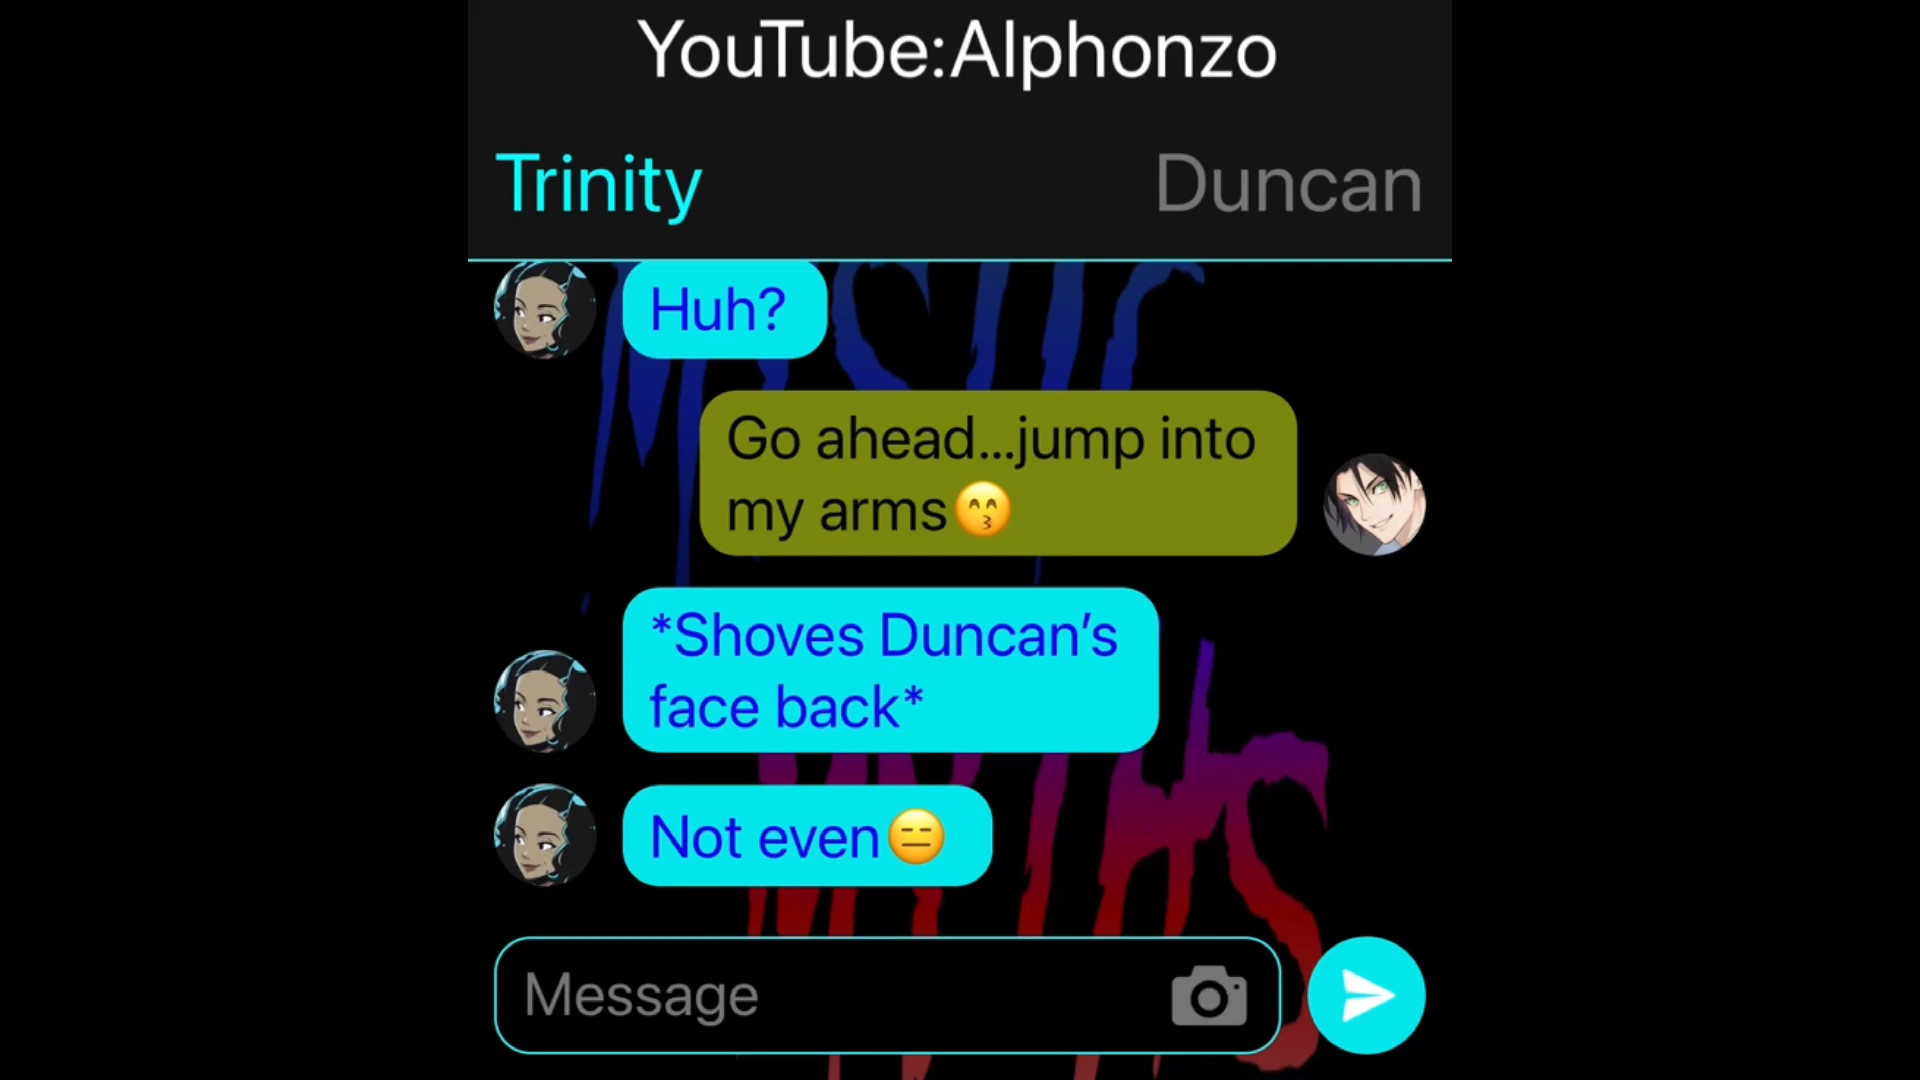 YouTube:Alphonzo
Trinity
Duncan
Huh?
Go ahead...jump into
my arms😙
*Shoves Duncan’s
face back*
Not even😑
Message